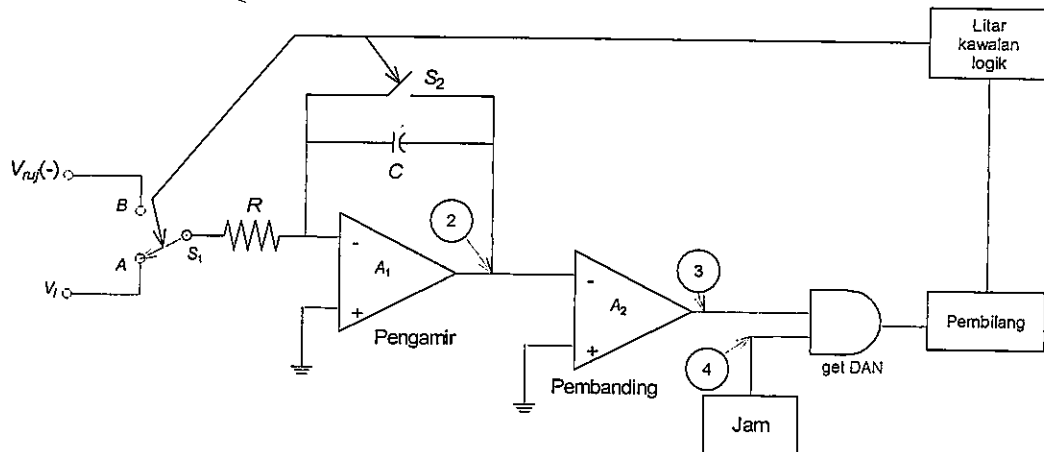 Litar
kawalan
logik
S2
C
Vruj(-)
B
R
A
S1
VI
2
A1
Pengamir
3
A2
4
Pembanding
get DAN
Pembilang
Jam